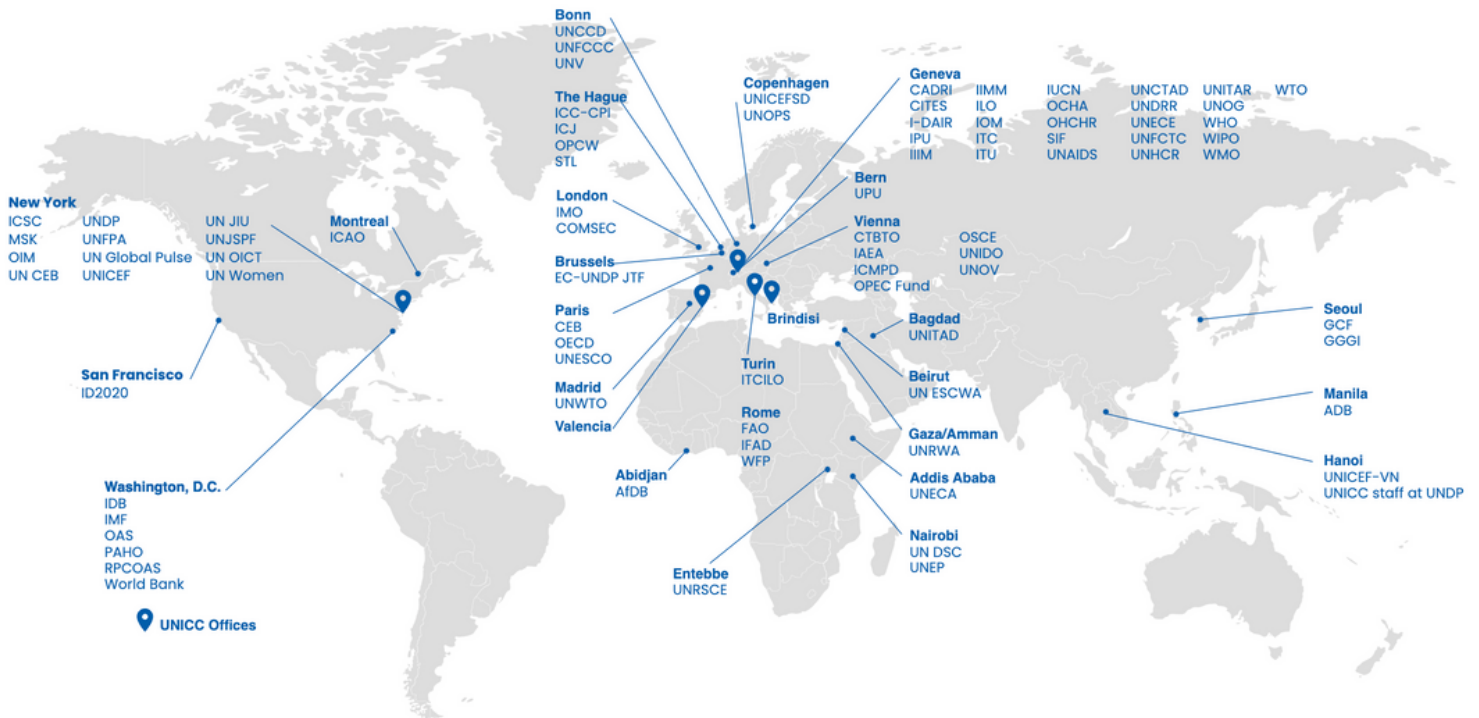 Bonn
UNCCD
UNFCCC
UNV
The Hague
ICC-CPI
ICJ
OPCW
STL
London
IMO
COMSEC
Brussels
EC-UNDP JTF
Paris
CEB
OECD
UNESCO
Madrid
UNWTO
Valencia
Copenhagen
UNICEFSD
UNOPS
Geneva
CADRI IIMM IUCN UNCTAD UNITAR WTO
CITES ILO OCHA UNDRR UNOG
I-DAIR IOM OHCHR UNECE WHO
IPU ITC SIF UNFCTC WIPO
IIIM ITU UNAIDS UNHCR WMO
Bern
UPU
Vienna
CTBTO OSCE
IAEA UNIDO
ICMPD UNOV
OPEC Fund
New York
ICSC UNDP UN JIU
MSK UNFPA UNJSPF
OIM UN Global Pulse UN OICT
UN CEB UNICEF UN Women
Montreal
ICAO
San Francisco
ID2020
Washington, D.C.
IDB
IMF
OAS
PAHO
RPCOAS
World Bank
UNICC Offices
Brindisi
Turin
ITCILO
Rome
FAO
IFAD
WFP
Abidjan
AfDB
Entebbe
UNRSCE
Bagdad
UNITAD
Beirut
UN ESCWA
Gaza/Amman
UNRWA
Addis Ababa
UNECA
Nairobi
UN DSC
UNEP
Seoul
GCF
GGGI
Manila
ADB
Hanoi
UNICEF-VN
UNICC staff at UNDP